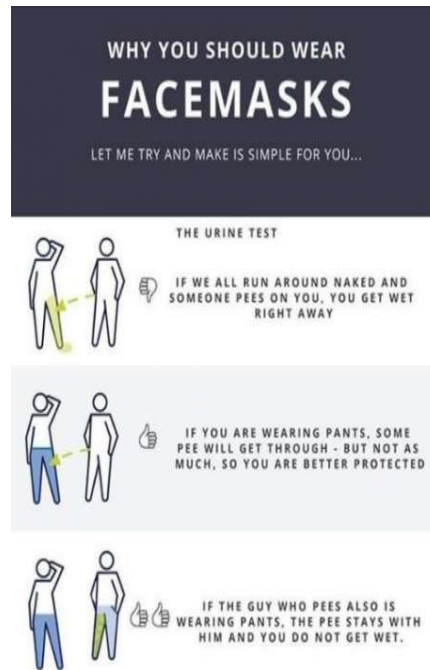 WHY YOU SHOULD WEAR
FACEMASKS
LET ME TRY AND MAKE IS SIMPLE FOR YOU...
THE URINE TEST
IF WE ALL RUN AROUND NAKED AND
SOMEONE PEES ON YOU, YOU GET WET
RIGHT AWAY
IF YOU ARE WEARING PANTS, SOME
PEE WILL GET THROUGH - BUT NOT AS
MUCH, SO YOU ARE BETTER PROTECTED
IF THE GUY WHO PEES ALSO IS
WEARING PANTS, THE PEE STAYS WITH
HIM AND YOU DO NOT GET WET.